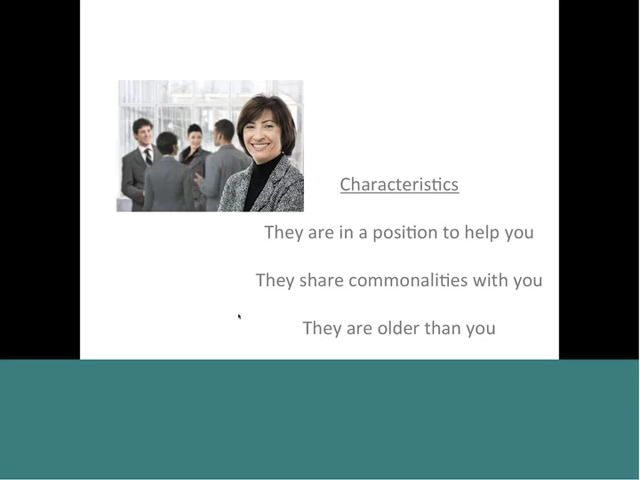 Characteristics
They are in a position to help you
They share commonalities with you
They are older than you